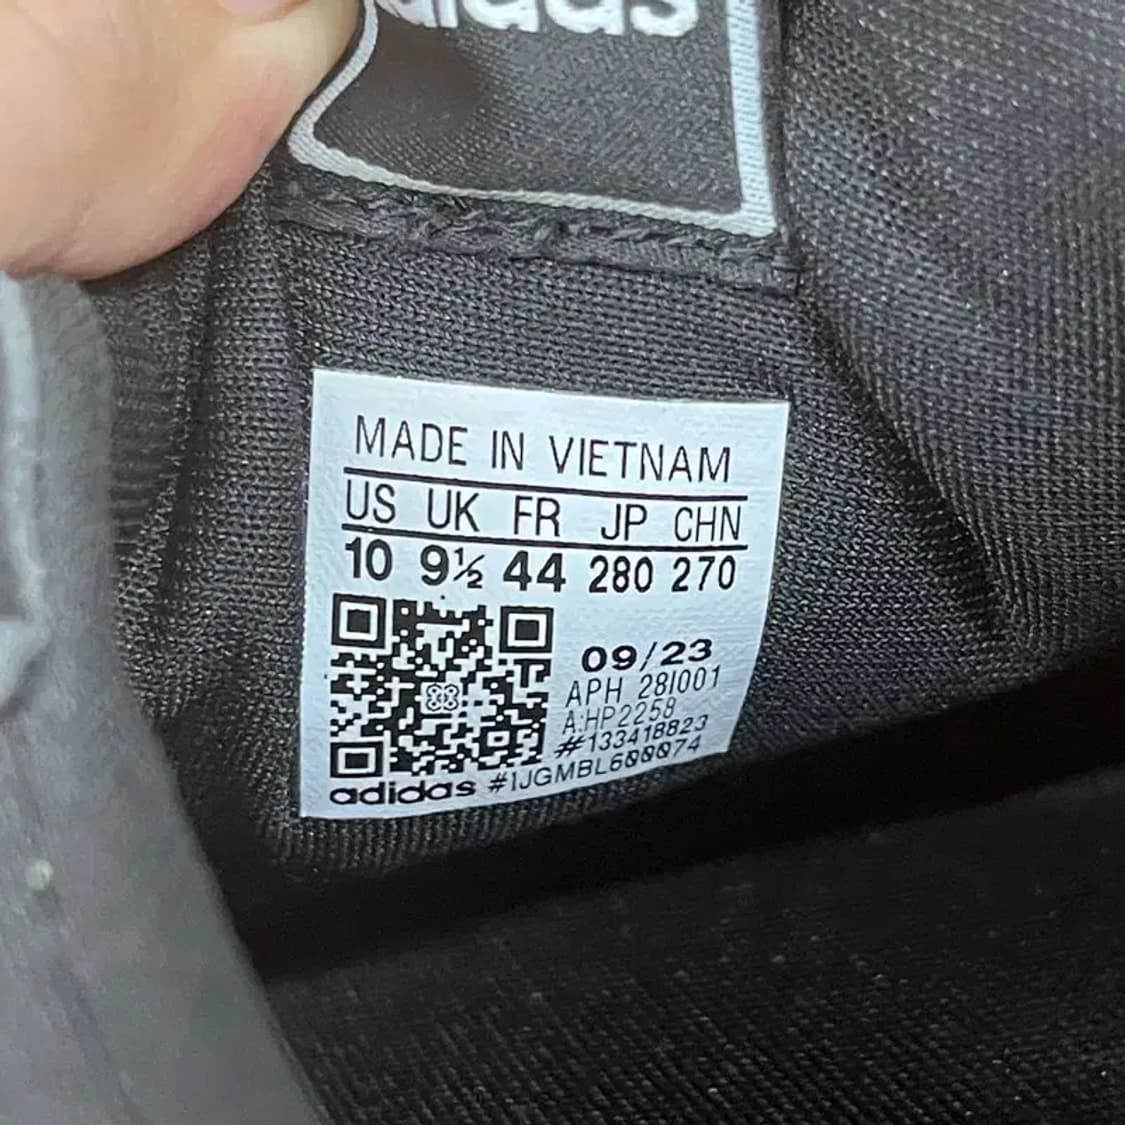 adidas
MADE IN VIETNAM
US UK FR JP CHN
10 9½ 44 280 270
09/23
APH 28I001
A:HP2258
#133418823
#1JGMBL600074
adidas